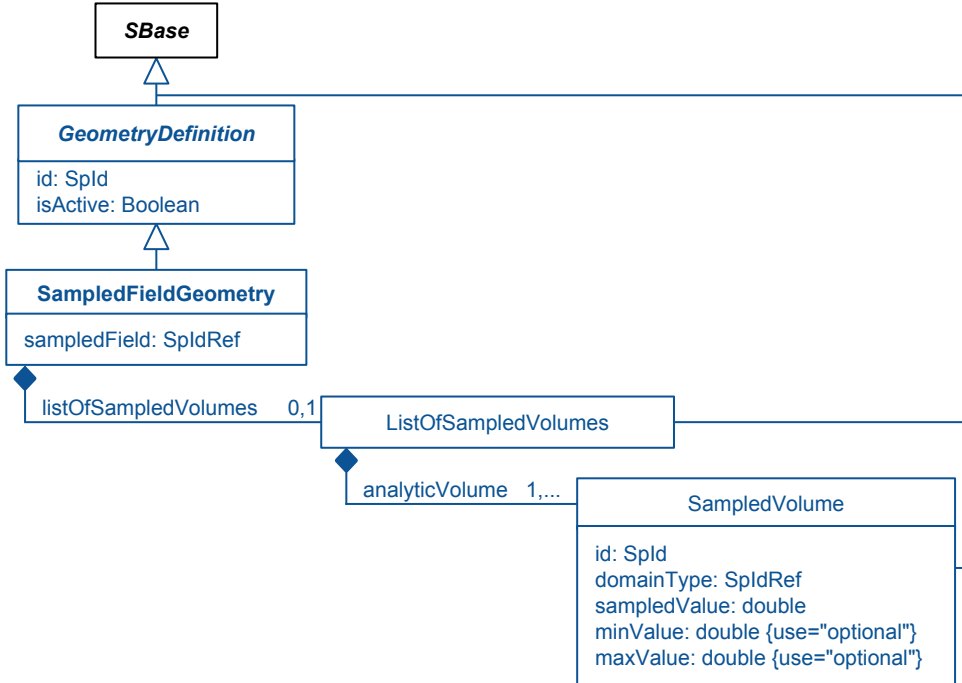 SBase
GeometryDefinition
id: SpId
isActive: Boolean
SampledFieldGeometry
sampledField: SpIdRef
listOfSampledVolumes 0,1
ListOfSampledVolumes
analyticVolume 1,...
SampledVolume
id: SpId
domainType: SpIdRef
sampledValue: double
minValue: double {use="optional"}
maxValue: double {use="optional"}